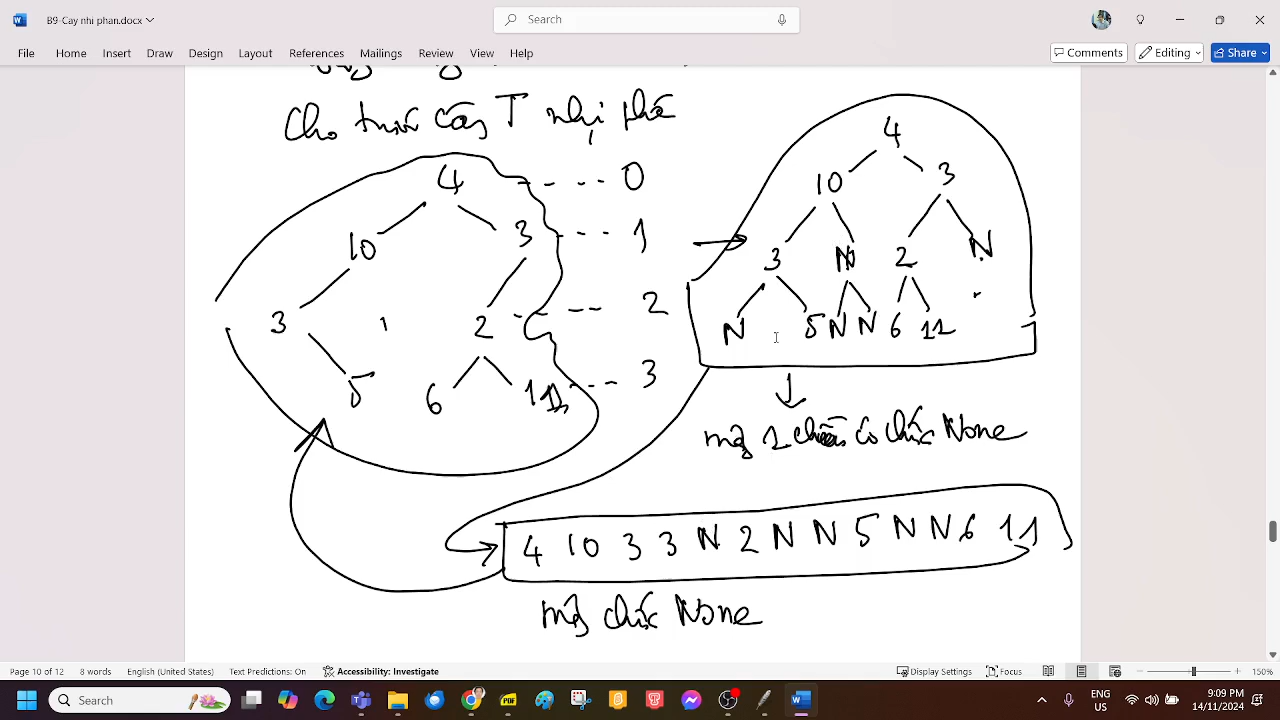 B9-Cay nhi phan.docx
Search
File Home Insert Draw Design Layout References Mailings Review View Help
Comments Editing Share
Cho trước cây T nhị phâ
4 --- 0
10 3 --- 1
3 2 --- 2
5 6 11 --- 3
4
10 3
3 N 2 N
N 5 N N 6 11
mảng 1 chiều có chứa None
4 10 3 3 N 2 N N 5 N N 6 11
mảng chứa None
Page 10 of 12 8 words English (United States) Text Predictions: On Accessibility: Investigate Focus 150%
Search
ENG
US
9:09 PM
14/11/2024